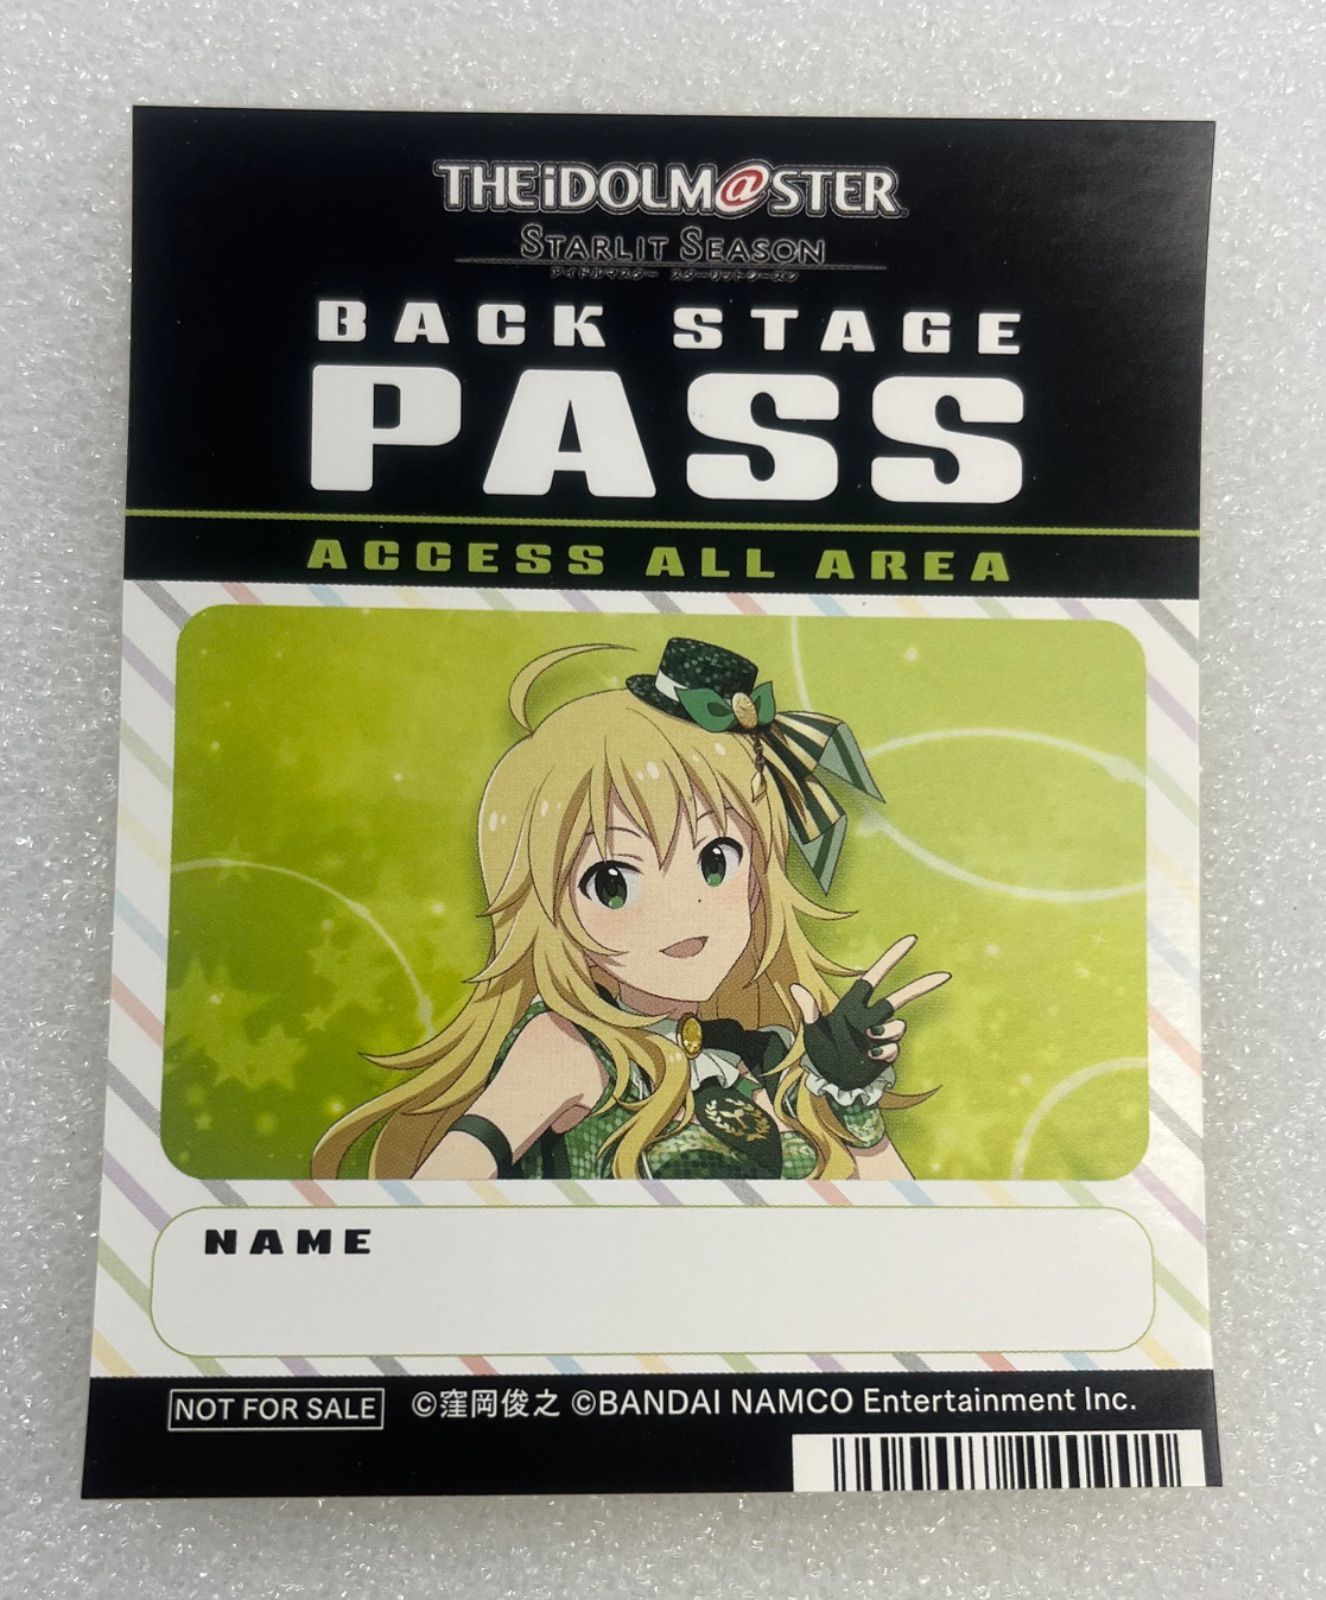 THE iDOLM@STER
STARLIT SEASON
アイドルマスター スターリットシーズン
BACK STAGE
PASS
ACCESS ALL AREA
NAME
NOT FOR SALE ©窪岡俊之 ©BANDAI NAMCO Entertainment Inc.